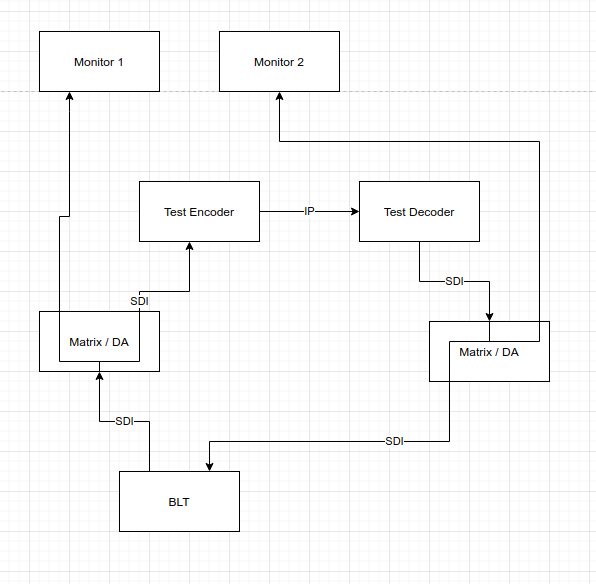 Monitor 1
Monitor 2
Test Encoder
IP
Test Decoder
SDI
SDI
Matrix / DA
Matrix / DA
SDI
SDI
BLT